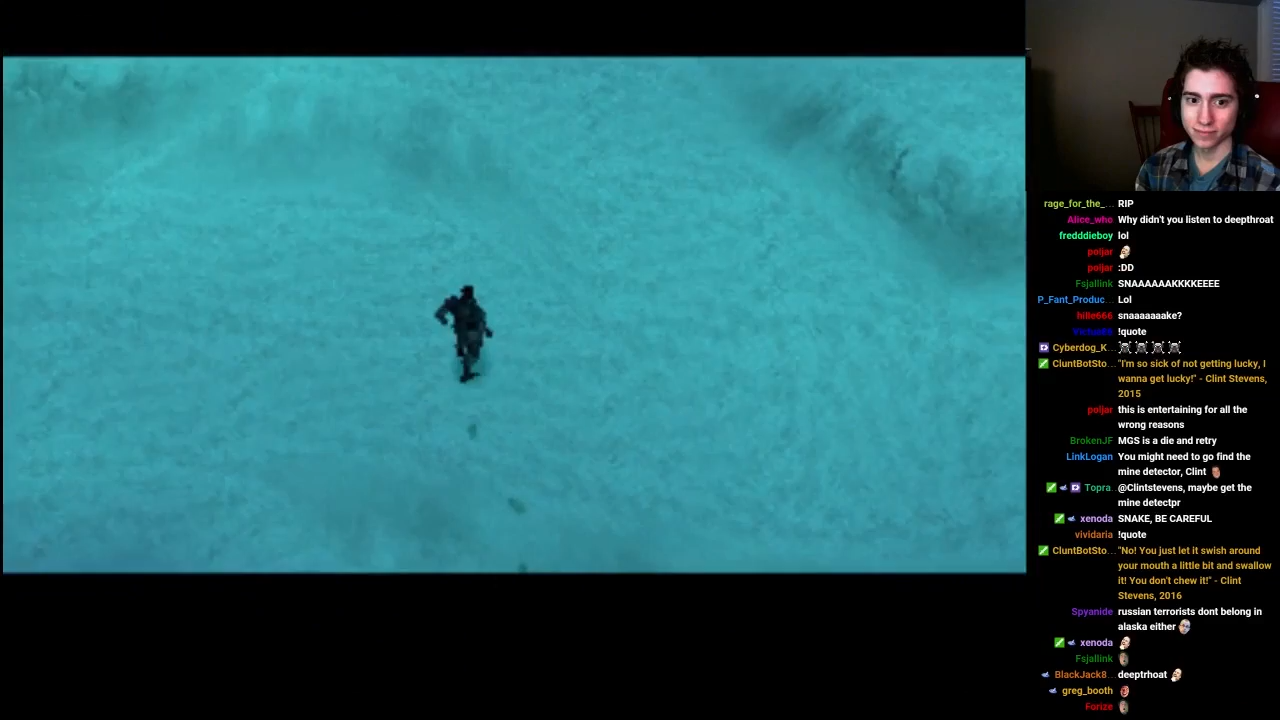 rage_for_the_... RIP
Alice_who Why didn't you listen to deepthroat
fredddieboy lol
poljar
poljar :DD
Fsjallink SNAAAAAAKKKKEEEE
P_Fant_Produc... Lol
hille666 snaaaaaaake?
!quote
Cyberdog_K...
CluntBotSto... "I'm so sick of not getting lucky, I
wanna get lucky!" - Clint Stevens,
2015
poljar this is entertaining for all the
wrong reasons
BrokenJF MGS is a die and retry
LinkLogan You might need to go find the
mine detector, Clint
Topra... @Clintstevens, maybe get the
mine detectpr
xenoda SNAKE, BE CAREFUL
vividaria !quote
CluntBotSto... "No! You just let it swish around
your mouth a little bit and swallow
it! You don't chew it!" - Clint
Stevens, 2016
Spyanide russian terrorists dont belong in
alaska either
xenoda
Fsjallink
BlackJack8... deeptrhoat
greg_booth
Forize